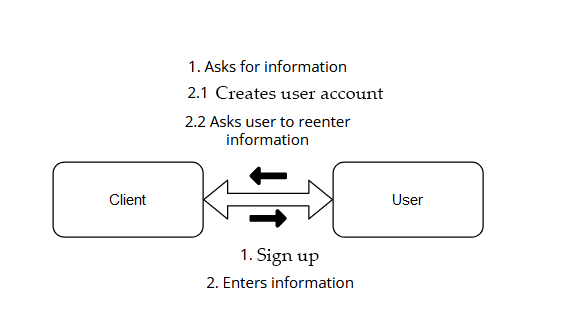 1. Asks for information
2.1 Creates user account
2.2 Asks user to reenter
information
Client
User
1. Sign up
2. Enters information